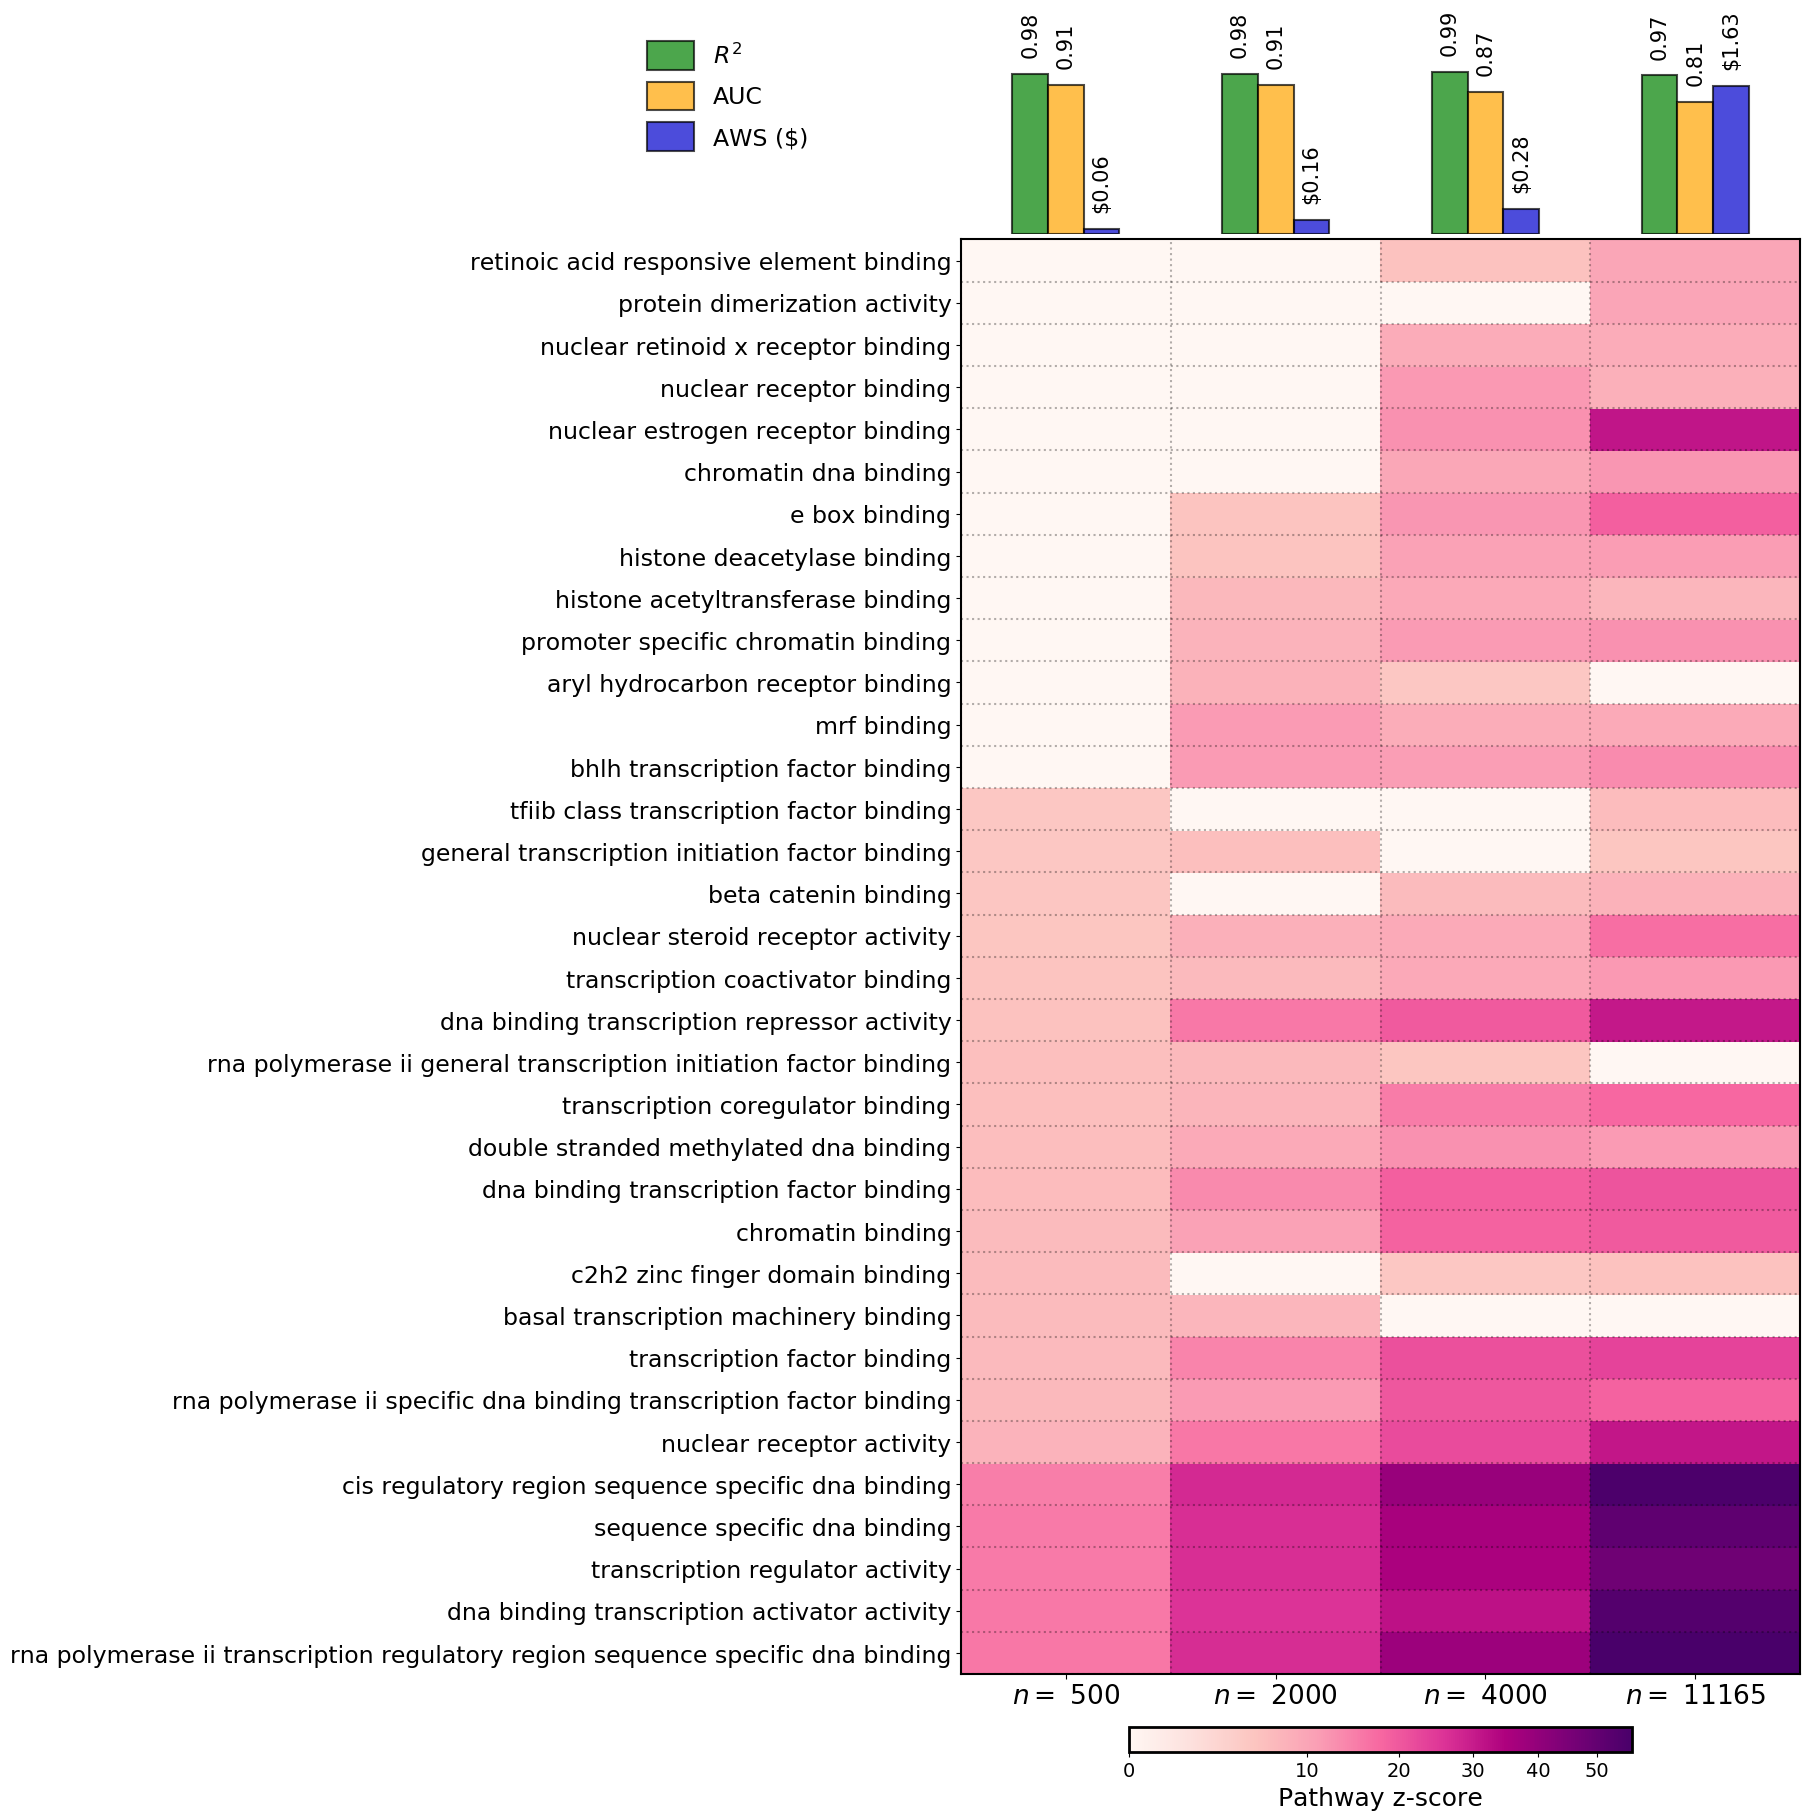 R²
AUC
AWS ($)
0.98
0.91
$0.06
0.98
0.91
$0.16
0.99
0.87
$0.28
0.97
0.81
$1.63
retinoic acid responsive element binding
protein dimerization activity
nuclear retinoid x receptor binding
nuclear receptor binding
nuclear estrogen receptor binding
chromatin dna binding
e box binding
histone deacetylase binding
histone acetyltransferase binding
promoter specific chromatin binding
aryl hydrocarbon receptor binding
mrf binding
bhlh transcription factor binding
tfiib class transcription factor binding
general transcription initiation factor binding
beta catenin binding
nuclear steroid receptor activity
transcription coactivator binding
dna binding transcription repressor activity
rna polymerase ii general transcription initiation factor binding
transcription coregulator binding
double stranded methylated dna binding
dna binding transcription factor binding
chromatin binding
c2h2 zinc finger domain binding
basal transcription machinery binding
transcription factor binding
rna polymerase ii specific dna binding transcription factor binding
nuclear receptor activity
cis regulatory region sequence specific dna binding
sequence specific dna binding
transcription regulator activity
dna binding transcription activator activity
rna polymerase ii transcription regulatory region sequence specific dna binding
n = 500 n = 2000 n = 4000 n = 11165
0 10 20 30 40 50
Pathway z-score